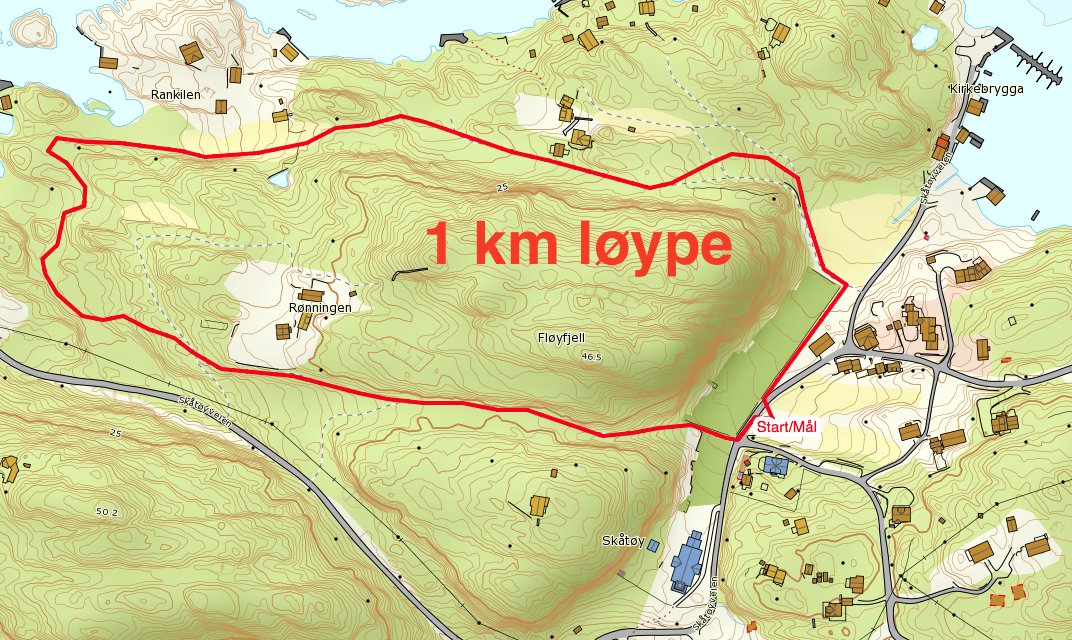 Rankilen
Kirkebrygga
Skåtøyveien
25
1 km løype
Rønningen
Fløyfjell
46.5
Skåtøyveien
Start/Mål
25
50.2
Skåtøy
Skåtøyveien